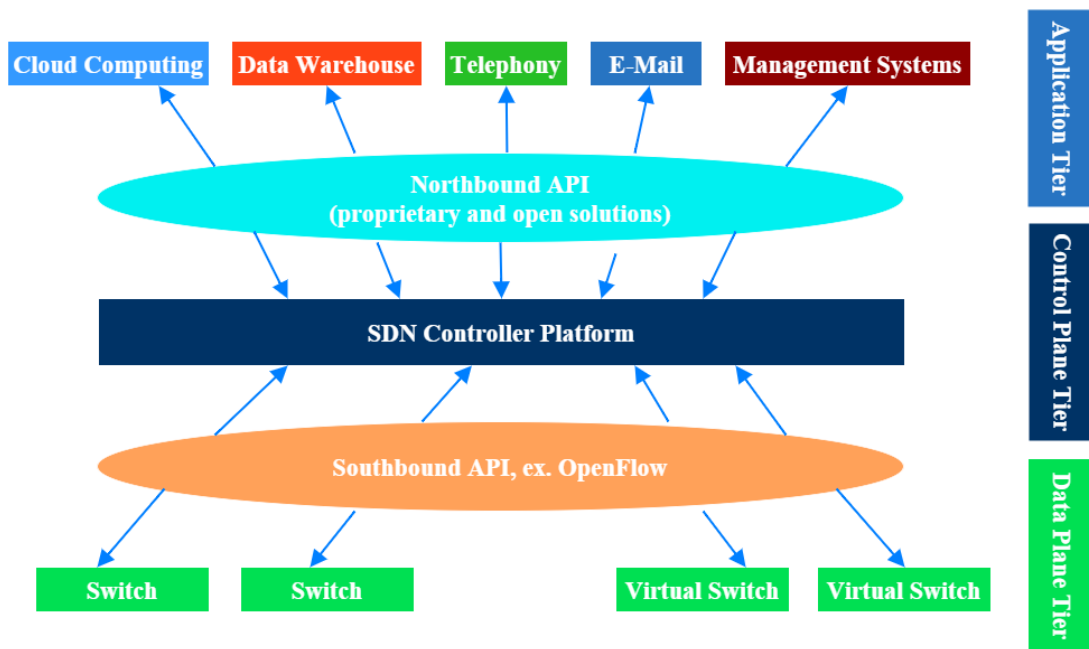 Cloud Computing
Data Warehouse
Telephony
E-Mail
Management Systems
Application Tier
Northbound API
(proprietary and open solutions)
SDN Controller Platform
Control Plane Tier
Southbound API, ex. OpenFlow
Data Plane Tier
Switch
Switch
Virtual Switch
Virtual Switch